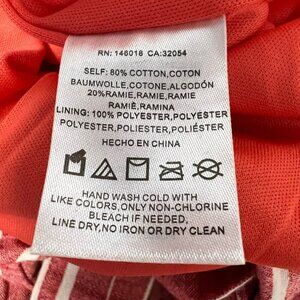 RN: 146018 CA:32054
SELF: 80% COTTON,COTON
BAUMWOLLE, COTONE,ALGODÓN
20%RAMIE,RAMIE,RAMIE
RAMIÈ,RAMINA
LINING: 100% POLYESTER,POLYESTER
POLYESTER,POLIESTER,POLIÉSTER
HECHO EN CHINA
HAND WASH COLD WITH
LIKE COLORS,ONLY NON-CHLORINE
BLEACH IF NEEDED,
LINE DRY,NO IRON OR DRY CLEAN